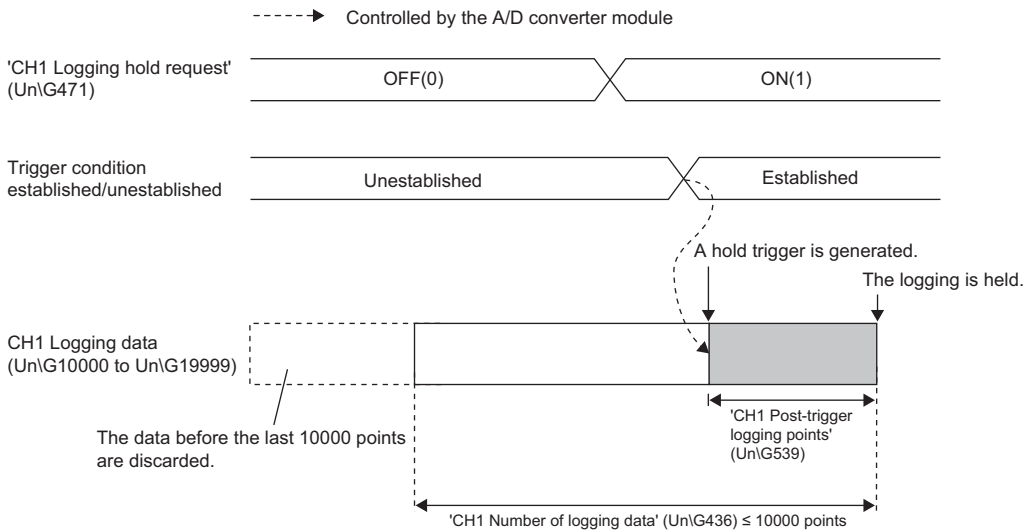 Controlled by the A/D converter module
'CH1 Logging hold request'
(Un\G471)
OFF(0)
ON(1)
Trigger condition
established/unestablished
Unestablished
Established
A hold trigger is generated.
The logging is held.
CH1 Logging data
(Un\G10000 to Un\G19999)
The data before the last 10000 points
are discarded.
'CH1 Post-trigger
logging points'
(Un\G539)
'CH1 Number of logging data' (Un\G436) ≤ 10000 points